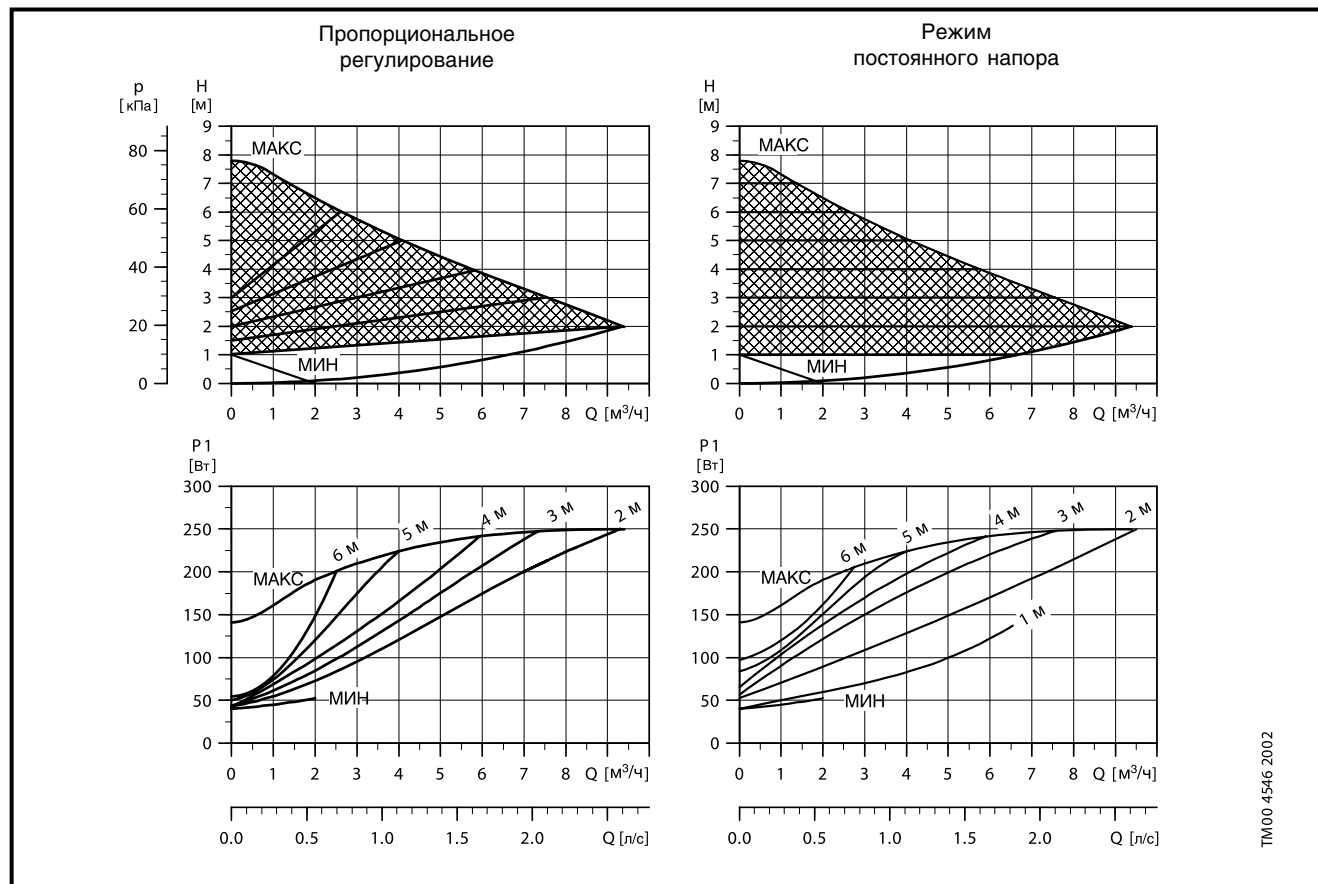 Пропорциональное
регулирование
Режим
постоянного напора
p
[кПа]
H
[м]
H
[м]
80
60
40
20
0
9
8
7
6
5
4
3
2
1
0
МАКС
МИН
0 1 2 3 4 5 6 7 8 Q [м³/ч]
9
8
7
6
5
4
3
2
1
0
МАКС
МИН
0 1 2 3 4 5 6 7 8 Q [м³/ч]
P1
[Вт]
300
250
200
150
100
50
0
МАКС
6 м
5 м
4 м
3 м
2 м
МИН
0 1 2 3 4 5 6 7 8 Q [м³/ч]
0.0 0.5 1.0 1.5 2.0 Q [л/с]
P1
[Вт]
300
250
200
150
100
50
0
МАКС
6 м
5 м
4 м
3 м
2 м
1 м
МИН
0 1 2 3 4 5 6 7 8 Q [м³/ч]
0.0 0.5 1.0 1.5 2.0 Q [л/с]
TM00 4546 2002